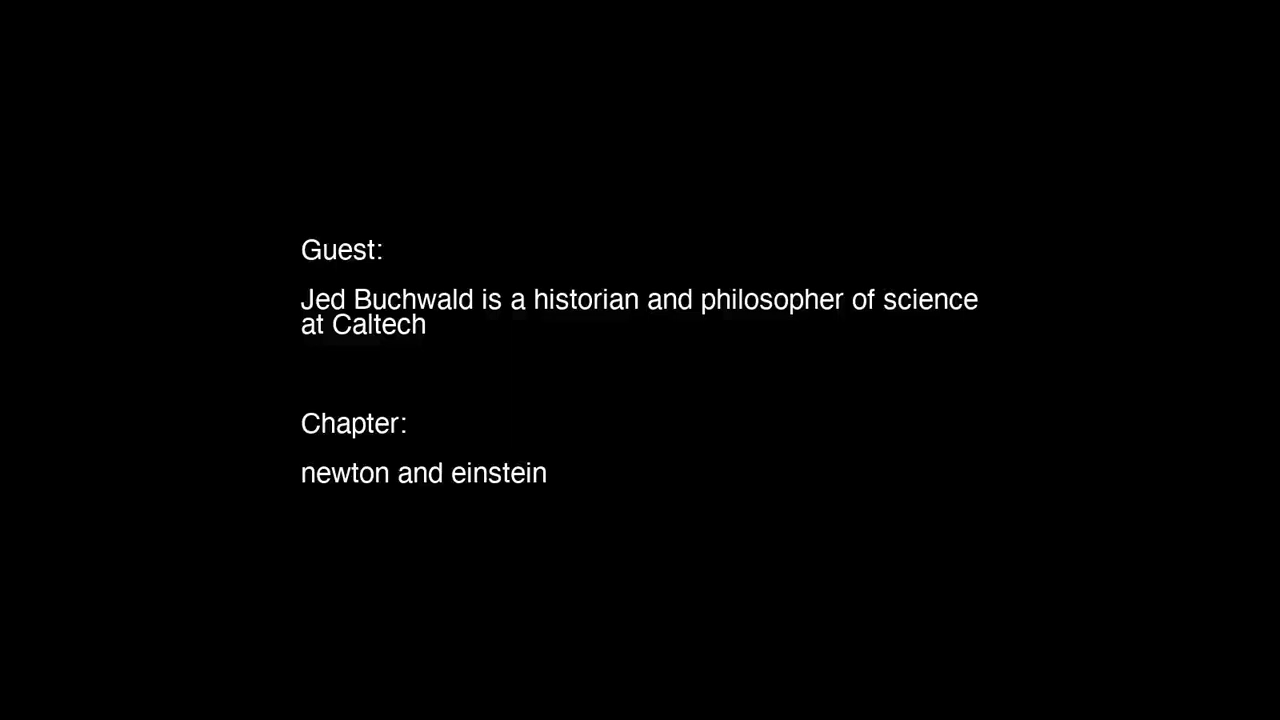 Guest:
Jed Buchwald is a historian and philosopher of science
at Caltech
Chapter:
newton and einstein